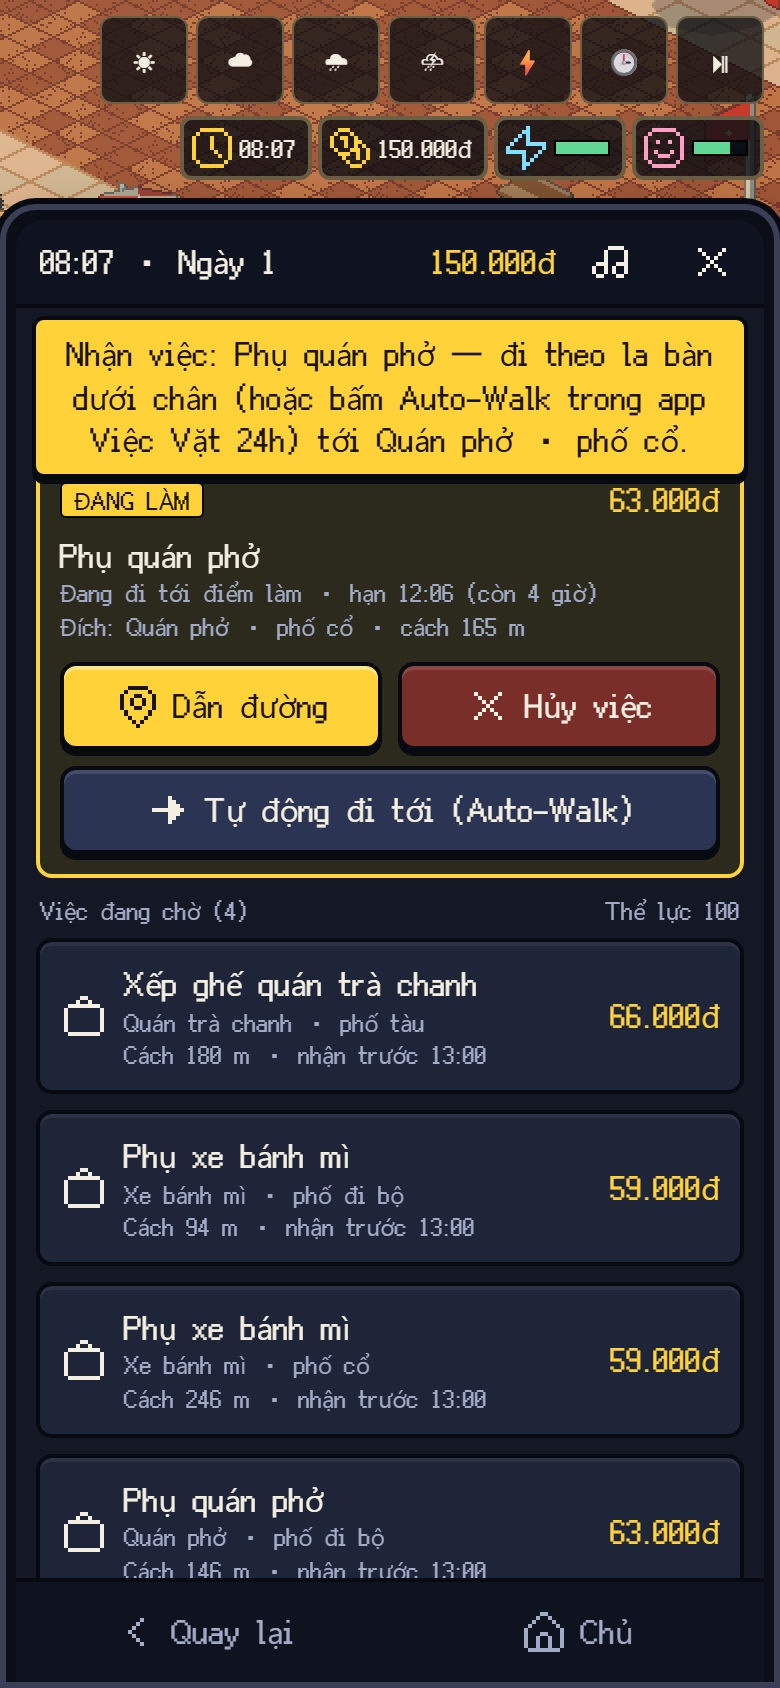 08:07
150.000đ
08:07 · Ngày 1
150.000đ
Nhận việc: Phụ quán phở — đi theo la bàn
dưới chân (hoặc bấm Auto-Walk trong app
Việc Vặt 24h) tới Quán phở · phố cổ.
ĐANG LÀM
63.000đ
Phụ quán phở
Đang đi tới điểm làm · hạn 12:06 (còn 4 giờ)
Đích: Quán phở · phố cổ · cách 165 m
Dẫn đường
Hủy việc
Tự động đi tới (Auto-Walk)
Việc đang chờ (4)
Thể lực 100
Xếp ghế quán trà chanh
Quán trà chanh · phố tàu
Cách 180 m · nhận trước 13:00
66.000đ
Phụ xe bánh mì
Xe bánh mì · phố đi bộ
Cách 94 m · nhận trước 13:00
59.000đ
Phụ xe bánh mì
Xe bánh mì · phố cổ
Cách 246 m · nhận trước 13:00
59.000đ
Phụ quán phở
Quán phở · phố đi bộ
Cách 146 m · nhận trước 13:00
63.000đ
Quay lại
Chủ